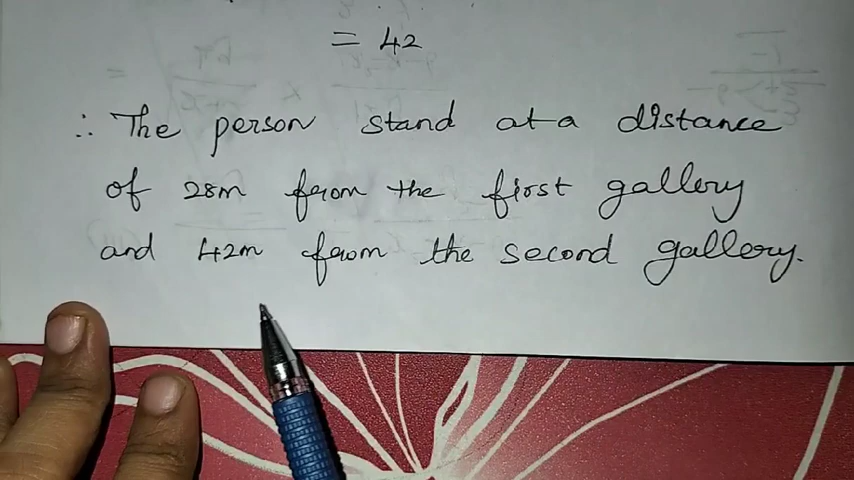 = 42
∴ The person stand at a distance
of 28m from the first gallery
and 42m from the second gallery.